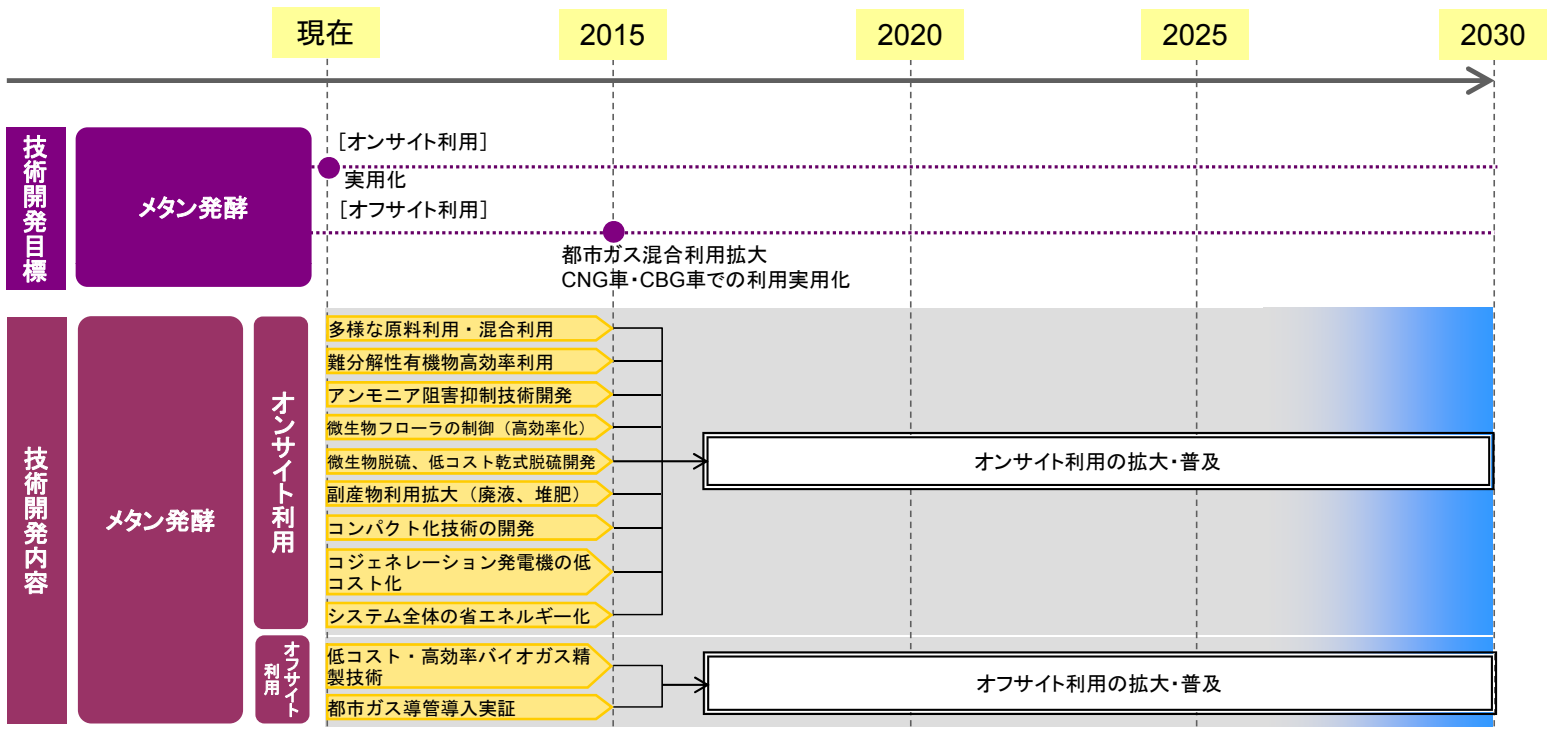 現在
2015
2020
2025
2030
技術開発目標
メタン発酵
［オンサイト利用］
実用化
［オフサイト利用］
都市ガス混合利用拡大
CNG車・CBG車での利用実用化
技術開発内容
メタン発酵
オンサイト利用
多様な原料利用・混合利用
難分解性有機物高効率利用
アンモニア阻害抑制技術開発
微生物フローラの制御（高効率化）
微生物脱硫、低コスト乾式脱硫開発
副産物利用拡大（廃液、堆肥）
コンパクト化技術の開発
コジェネレーション発電機の低
コスト化
システム全体の省エネルギー化
オンサイト利用の拡大・普及
オフサイト
利用
低コスト・高効率バイオガス精
製技術
都市ガス導管導入実証
オフサイト利用の拡大・普及